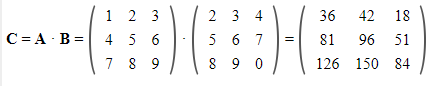 1 2 3 2 3 4 36 42 18
C = A · B = ( 4 5 6 ) · ( 5 6 7 ) = ( 81 96 51 )
7 8 9 8 9 0 126 150 84